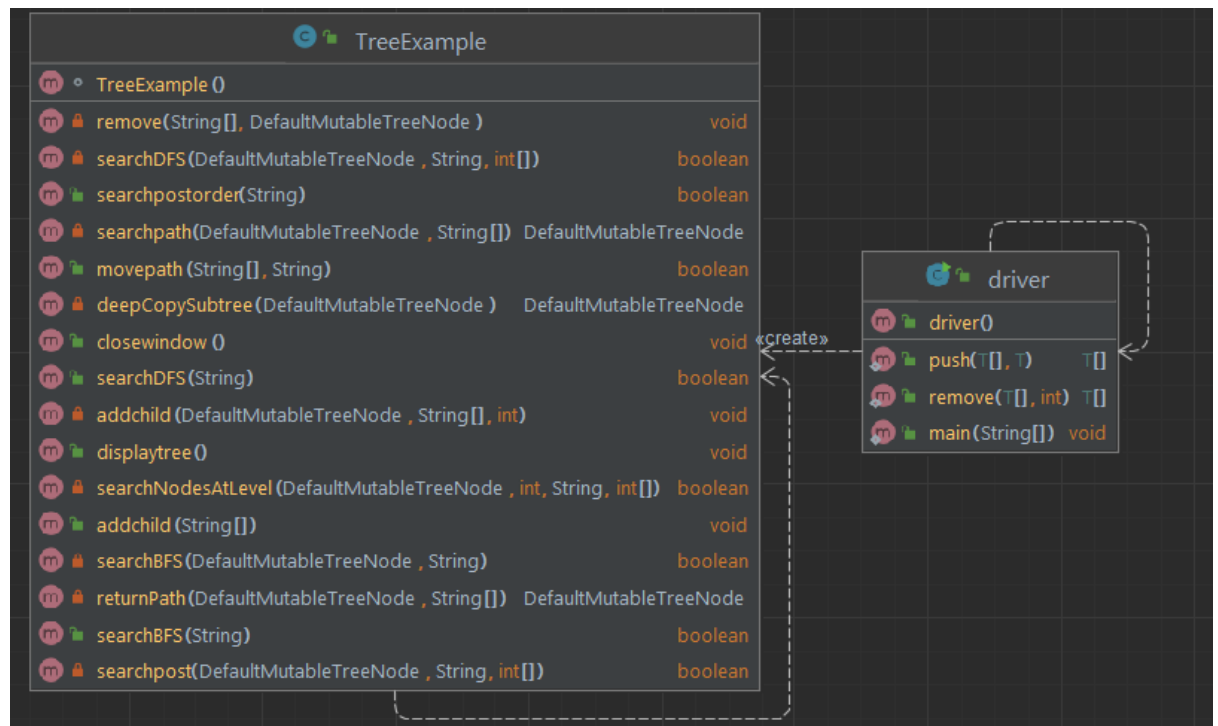 TreeExample
TreeExample()
remove(String[], DefaultMutableTreeNode) void
searchDFS(DefaultMutableTreeNode, String, int[]) boolean
searchpostorder(String) boolean
searchpath(DefaultMutableTreeNode, String[]) DefaultMutableTreeNode
movepath(String[], String) boolean
deepCopySubtree(DefaultMutableTreeNode) DefaultMutableTreeNode
closewindow() void
searchDFS(String) boolean
addchild(DefaultMutableTreeNode, String[], int) void
displaytree() void
searchNodesAtLevel(DefaultMutableTreeNode, int, String, int[]) boolean
addchild(String[]) void
searchBFS(DefaultMutableTreeNode, String) boolean
returnPath(DefaultMutableTreeNode, String[]) DefaultMutableTreeNode
searchBFS(String) boolean
searchpost(DefaultMutableTreeNode, String, int[]) boolean
«create»
driver
driver()
push(T[], T) T[]
remove(T[], int) T[]
main(String[]) void